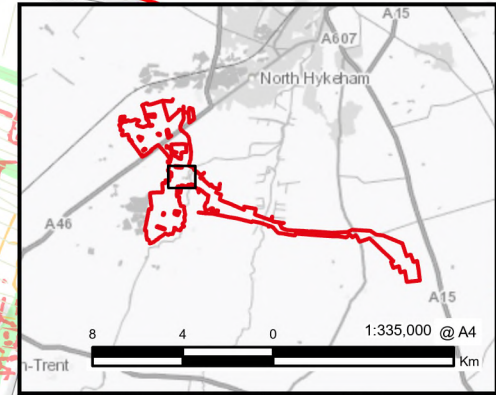 A15
A607
North Hykeham
A46
A15
8 4 0 1:335,000 @ A4
n-Trent
Km